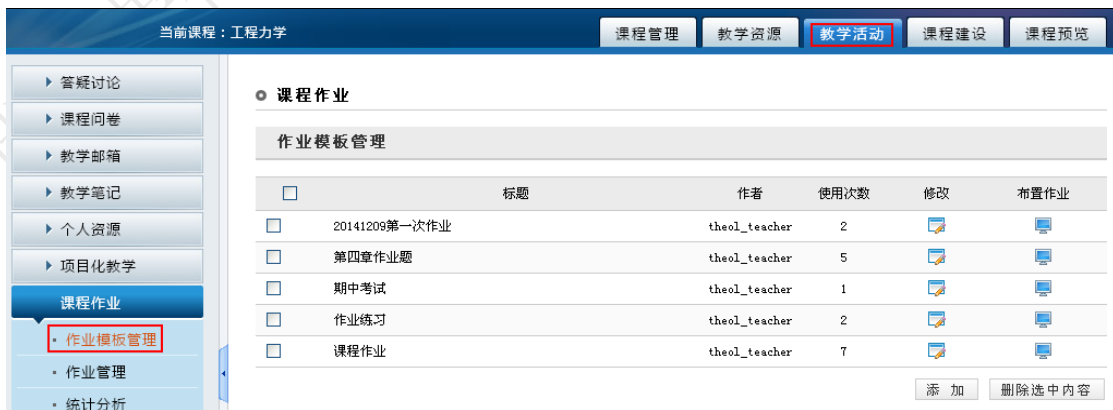 当前课程：工程力学
课程管理 教学资源 教学活动 课程建设 课程预览
答疑讨论
课程问卷
教学邮箱
教学笔记
个人资源
项目化教学
课程作业
作业模板管理
作业管理
统计分析
课程作业
作业模板管理
标题 作者 使用次数 修改 布置作业
20141209第一次作业 theol_teacher 2
第四章作业题 theol_teacher 5
期中考试 theol_teacher 1
作业练习 theol_teacher 2
课程作业 theol_teacher 7
添 加 删除选中内容